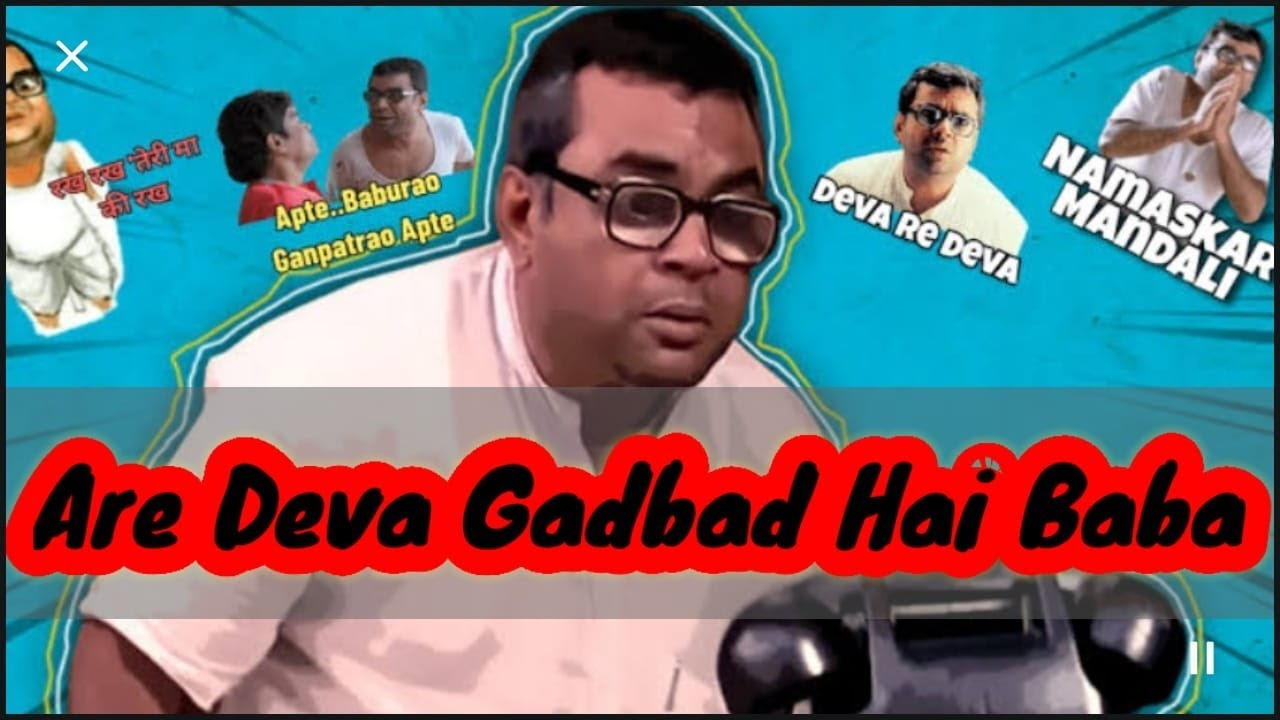 रख रख 'तेरी मा
की रख
Apte..Baburao
Ganpatrao Apte
Deva Re Deva
NAMASKAR
MANDALI
Are Deva Gadbad Hai Baba